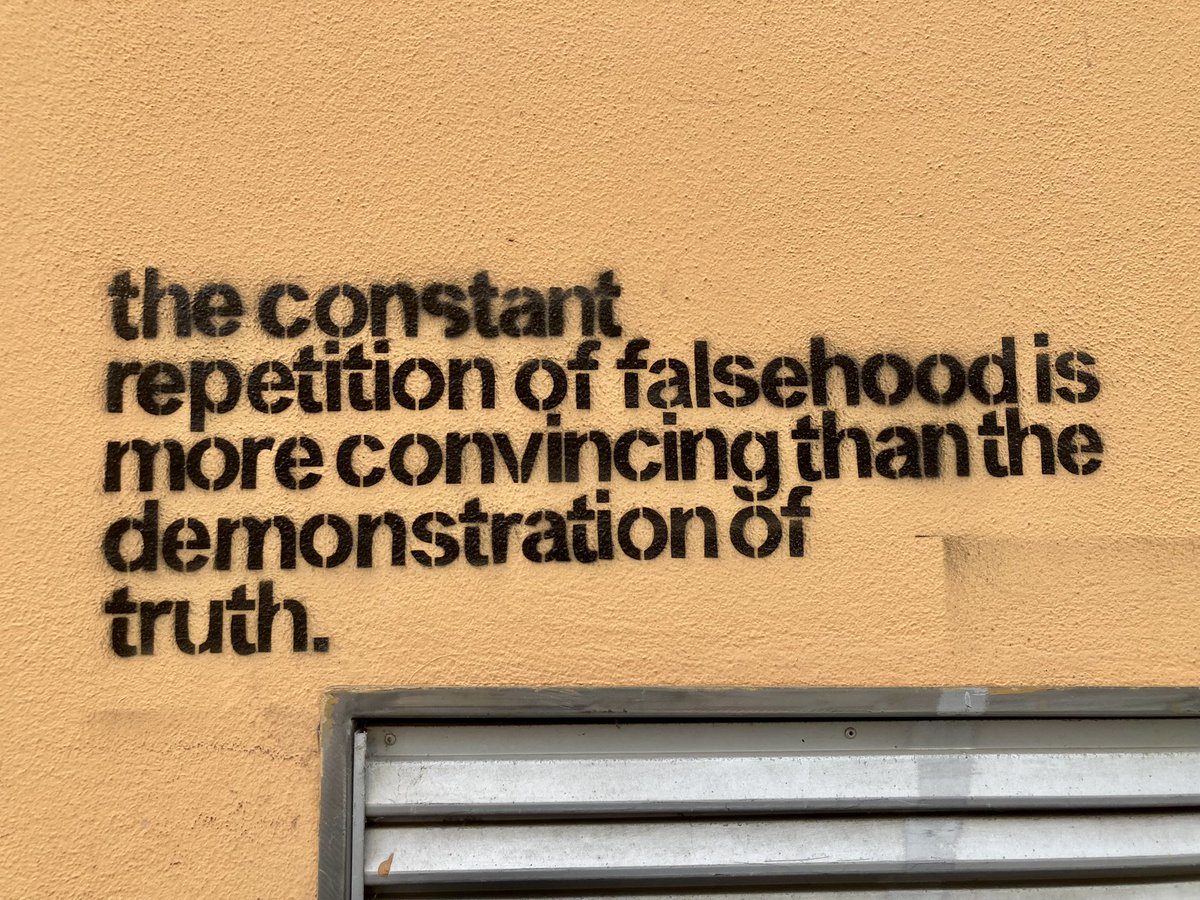 the constant
repetition of falsehood is
more convincing than the
demonstration of
truth.